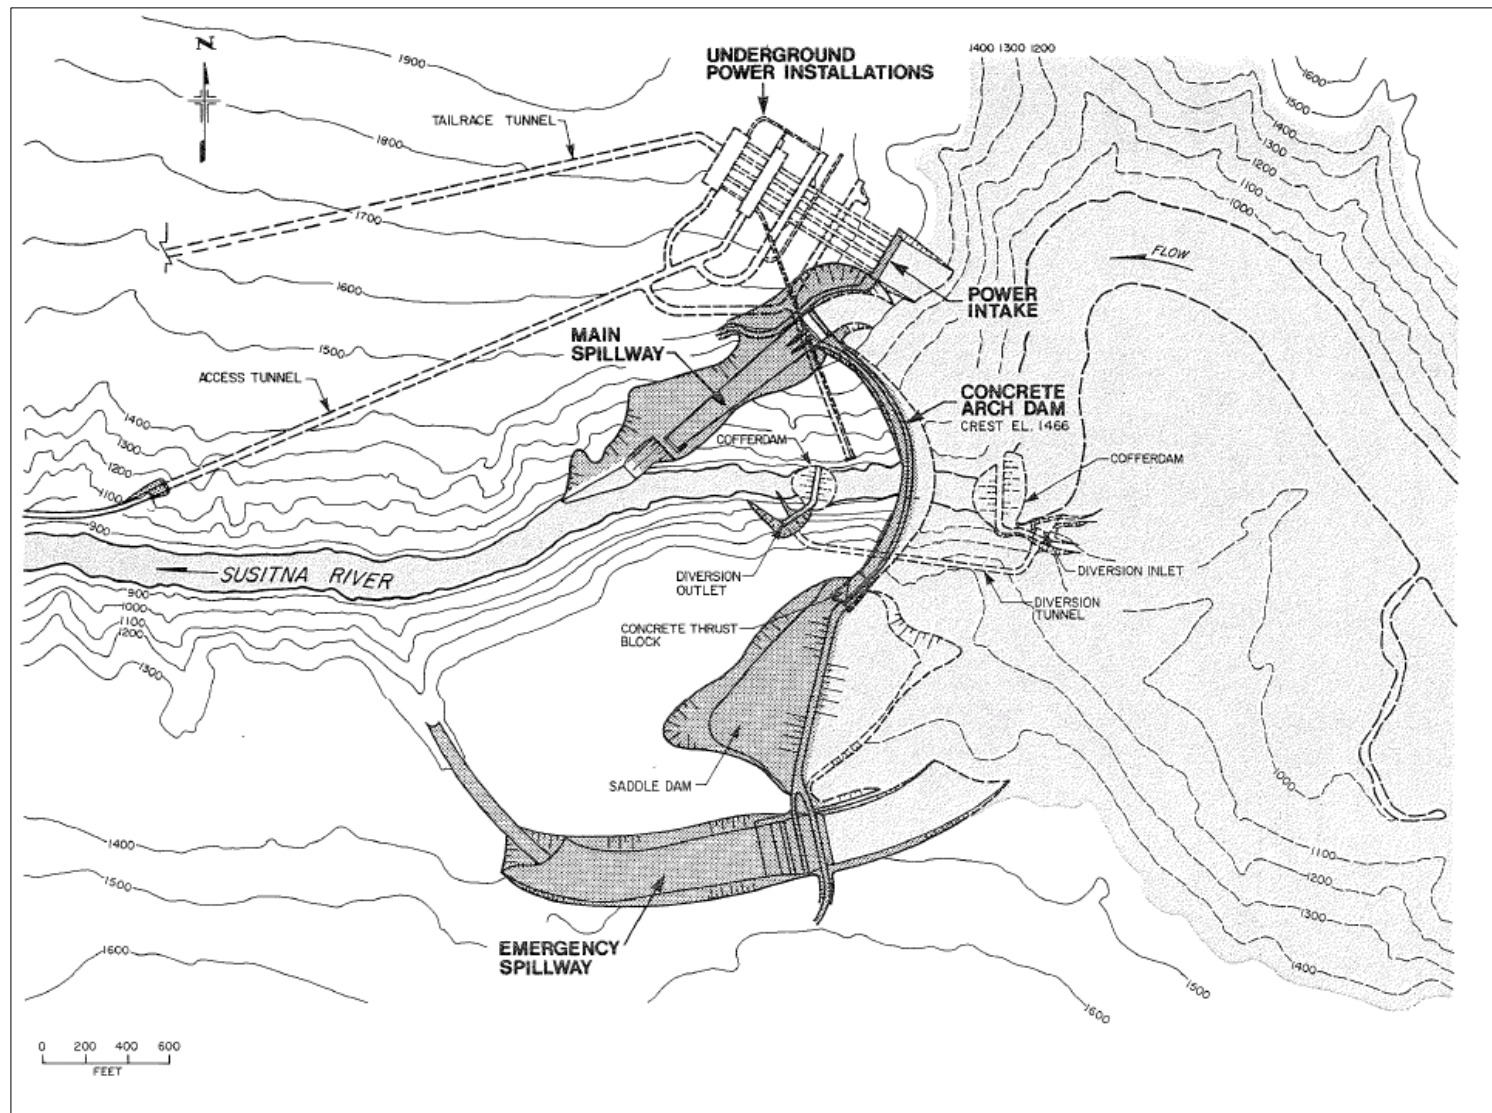 N
UNDERGROUND
POWER INSTALLATIONS
1400 1300 1200
1900
1600
1500
1400
1300
1200
1100
1000
TAILRACE TUNNEL
1800
1700
FLOW
1600
POWER
INTAKE
MAIN
SPILLWAY
1500
ACCESS TUNNEL
CONCRETE
ARCH DAM
CREST EL. 1466
1400
1300
1200
1100
COFFERDAM
COFFERDAM
900
SUSITNA RIVER
DIVERSION
OUTLET
DIVERSION INLET
DIVERSION
TUNNEL
900
1000
1100
1200
1300
CONCRETE THRUST
BLOCK
SADDLE DAM
1000
1400
1500
1600
1100
1200
1300
1400
EMERGENCY
SPILLWAY
1500
1600
0 200 400 600
FEET